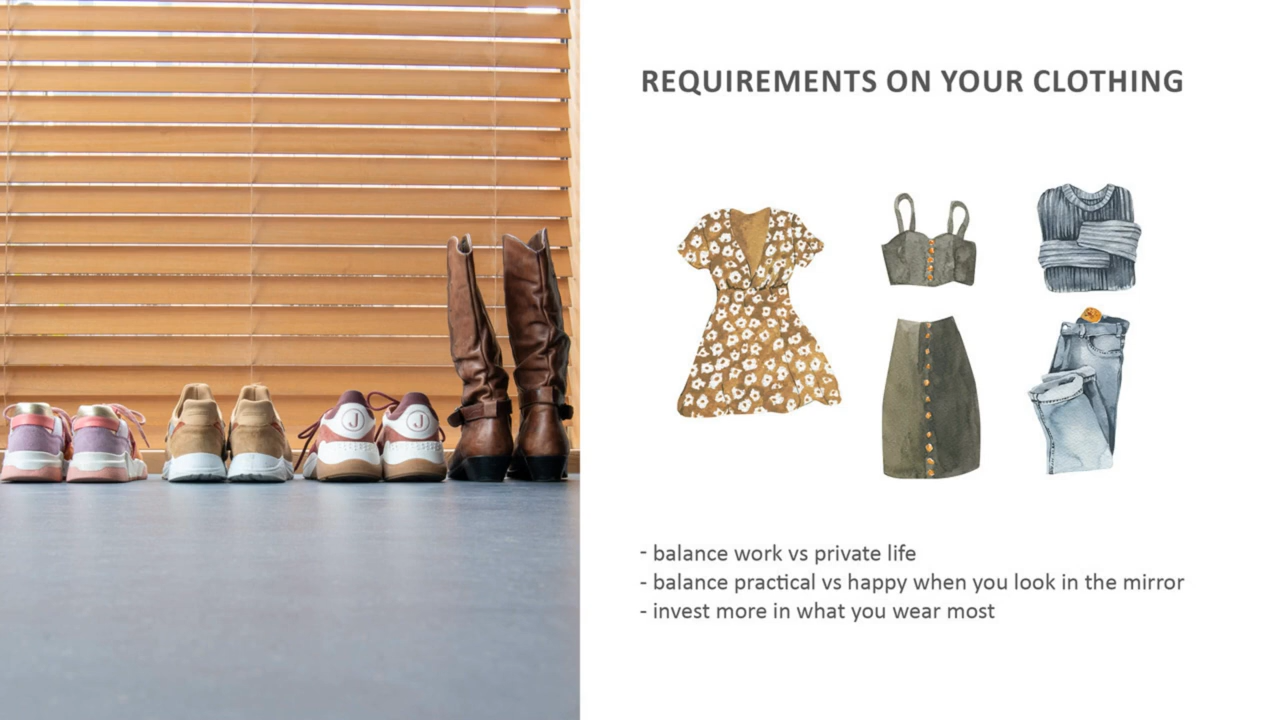 REQUIREMENTS ON YOUR CLOTHING
J J
- balance work vs private life
- balance practical vs happy when you look in the mirror
- invest more in what you wear most